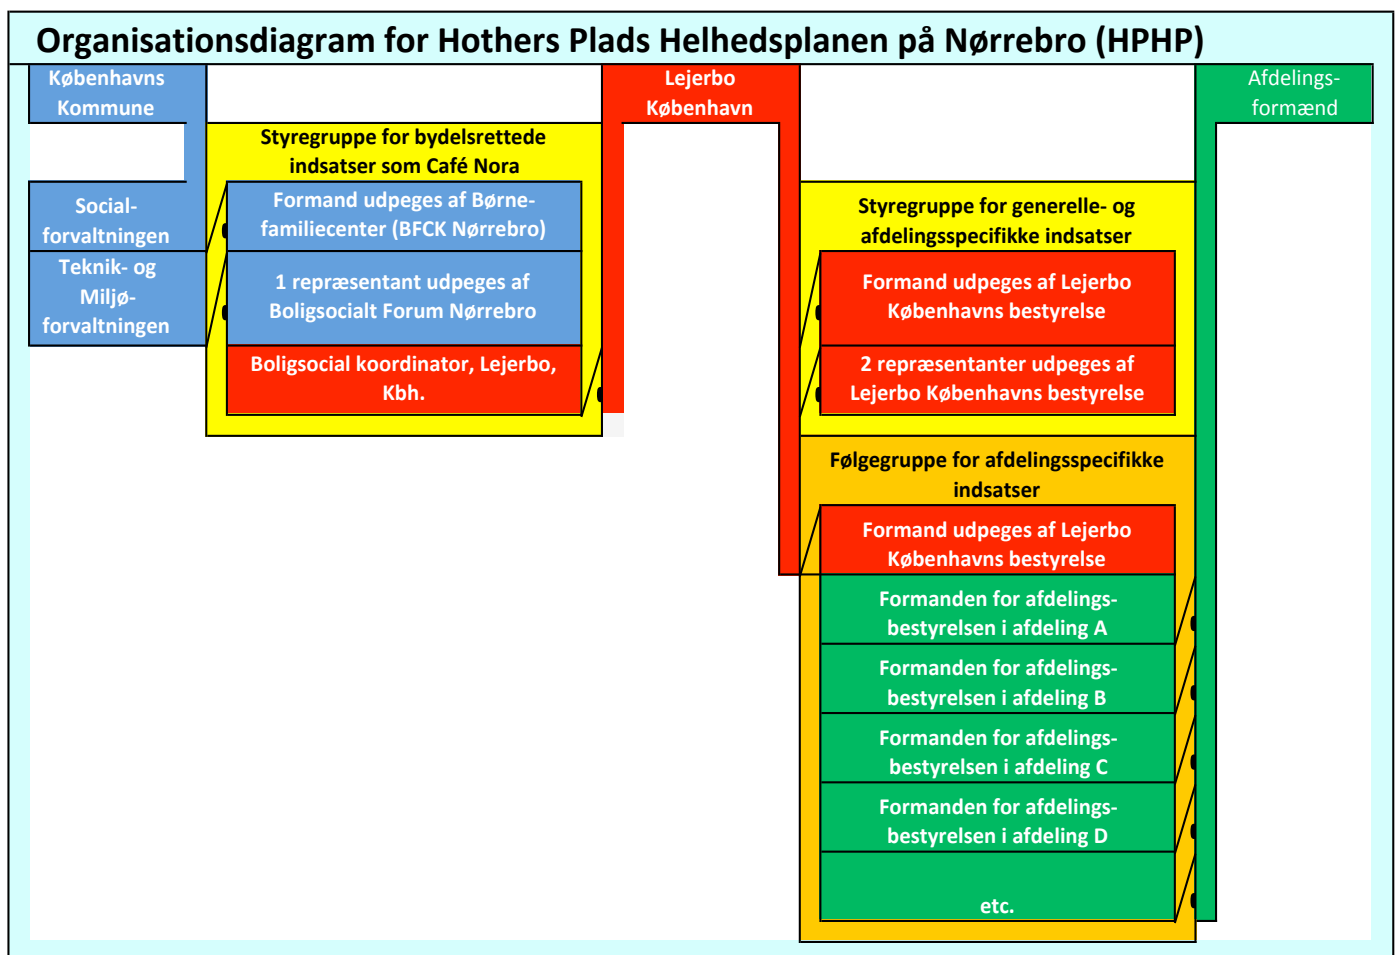 Organisationsdiagram for Hothers Plads Helhedsplanen på Nørrebro (HPHP)
Københavns
Kommune
Lejerbo
København
Afdelings-
formænd
Styregruppe for bydelsrettede
indsatser som Café Nora
Social-
forvaltningen
Formand udpeges af Børne-
familiecenter (BFCK Nørrebro)
Teknik- og
Miljø-
forvaltningen
1 repræsentant udpeges af
Boligsocialt Forum Nørrebro
Boligsocial koordinator, Lejerbo,
Kbh.
Styregruppe for generelle- og
afdelingsspecifikke indsatser
Formand udpeges af Lejerbo
Københavns bestyrelse
2 repræsentanter udpeges af
Lejerbo Københavns bestyrelse
Følgegruppe for afdelingsspecifikke
indsatser
Formand udpeges af Lejerbo
Københavns bestyrelse
Formanden for afdelings-
bestyrelsen i afdeling A
Formanden for afdelings-
bestyrelsen i afdeling B
Formanden for afdelings-
bestyrelsen i afdeling C
Formanden for afdelings-
bestyrelsen i afdeling D
etc.